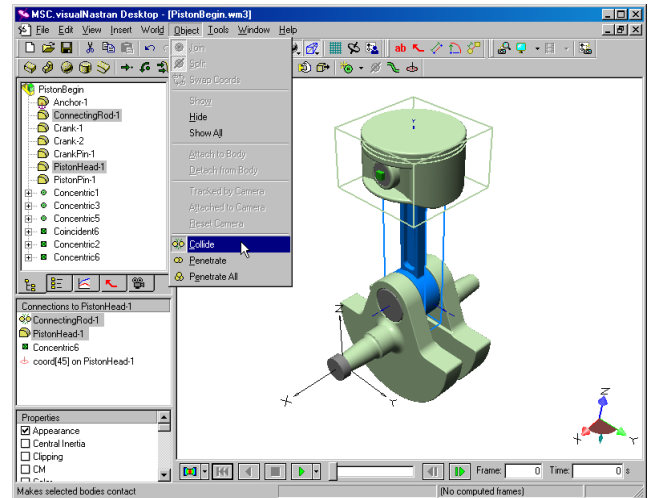 MSC.visualNastran Desktop - [PistonBegin.wm3]
File Edit View Insert World Object Tools Window Help
Join
Split
Swap Coords
Show
Hide
Show All
Attach to Body
Detach from Body
Tracked by Camera
Attached to Camera
Reset Camera
Collide
Penetrate
Penetrate All
PistonBegin
Anchor-1
ConnectingRod-1
Crank-1
Crank-2
CrankPin-1
PistonHead-1
PistonPin-1
Concentric1
Concentric3
Concentric5
Coincident6
Concentric2
Concentric6
Connections to PistonHead-1
ConnectingRod-1
PistonHead-1
Concentric6
coord[45] on PistonHead-1
Properties
Appearance
Central Inertia
Clipping
CM
Y
Z
X
Y
Z
X
Y
Frame: 0 Time: 0 s
Makes selected bodies contact
(No computed frames)